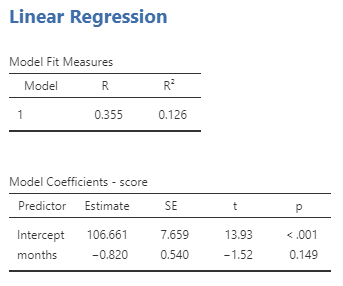 Linear Regression
Model Fit Measures
Model R R²
1 0.355 0.126
Model Coefficients - score
Predictor Estimate SE t p
Intercept 106.661 7.659 13.93 < .001
months −0.820 0.540 −1.52 0.149